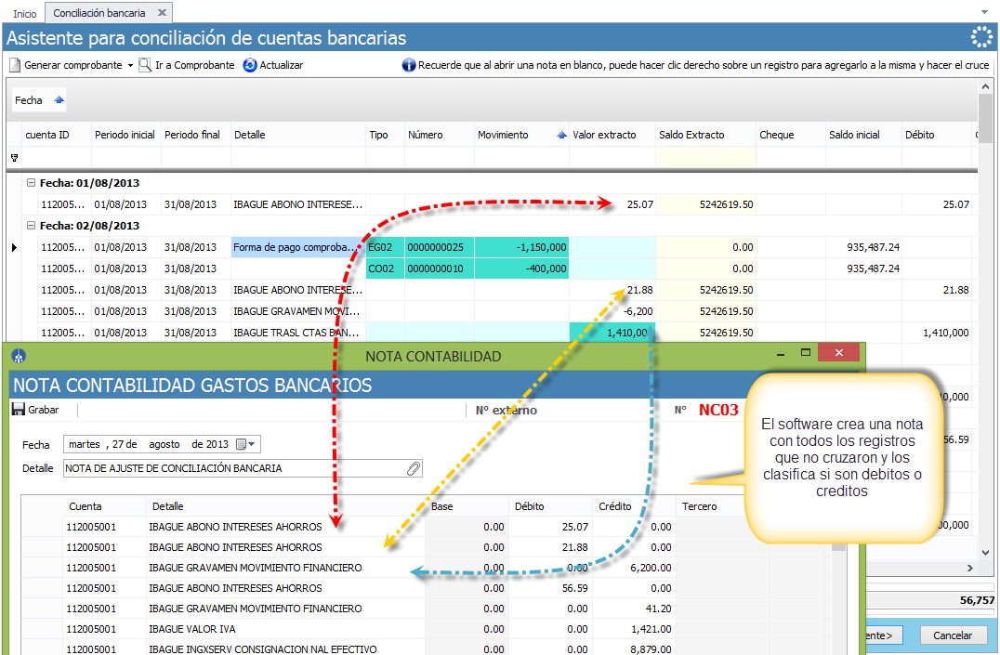 Inicio Conciliación bancaria
Asistente para conciliación de cuentas bancarias
Generar comprobante Ir a Comprobante Actualizar Recuerde que al abrir una nota en blanco, puede hacer clic derecho sobre un registro para agregarlo a la misma y hacer el cruce
Fecha
cuenta ID Periodo inicial Periodo final Detalle Tipo Número Movimiento Valor extracto Saldo Extracto Cheque Saldo inicial Débito
Fecha: 01/08/2013
112005... 01/08/2013 31/08/2013 IBAGUE ABONO INTERESE... 25.07 5242619.50 25.07
Fecha: 02/08/2013
112005... 01/08/2013 31/08/2013 Forma de pago comproba... EG02 0000000025 -1,150,000 0.00 935,487.24
112005... 01/08/2013 31/08/2013 CO02 0000000010 -400,000 0.00 935,487.24
112005... 01/08/2013 31/08/2013 IBAGUE ABONO INTERESE... 21.88 5242619.50 21.88
112005... 01/08/2013 31/08/2013 IBAGUE GRAVAMEN MOVI... -6,200 5242619.50
112005... 01/08/2013 31/08/2013 IBAGUE TRASL CTAS BAN... 1,410,00 5242619.50 1,410,000
NOTA CONTABILIDAD
NOTA CONTABILIDAD GASTOS BANCARIOS
Grabar Nº externo Nº NC03
Fecha martes , 27 de agosto de 2013
Detalle NOTA DE AJUSTE DE CONCILIACIÓN BANCARIA
El software crea una nota
con todos los registros
que no cruzaron y los
clasifica si son debitos o
creditos
Cuenta Detalle Base Débito Crédito Tercero
112005001 IBAGUE ABONO INTERESES AHORROS 0.00 25.07 0.00
112005001 IBAGUE ABONO INTERESES AHORROS 0.00 21.88 0.00
112005001 IBAGUE GRAVAMEN MOVIMIENTO FINANCIERO 0.00 0.00 6,200.00
112005001 IBAGUE ABONO INTERESES AHORROS 0.00 56.59 0.00
112005001 IBAGUE GRAVAMEN MOVIMIENTO FINANCIERO 0.00 0.00 41.20
112005001 IBAGUE VALOR IVA 0.00 0.00 1,421.00
112005001 IBAGUE INGXSERV CONSIGNACION NAL EFECTIVO 0.00 0.00 8,879.00
56.59
56,757
ente> Cancelar